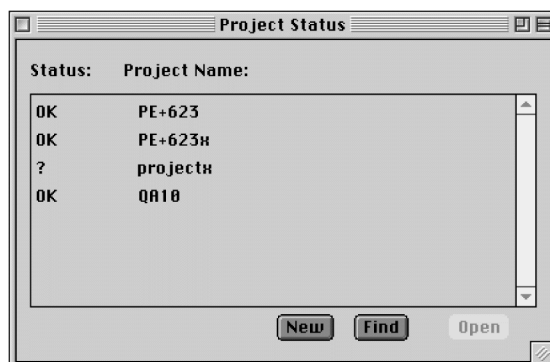 Project Status
Status: Project Name:
OK PE+623
OK PE+623x
? projectx
OK QA10
New Find Open